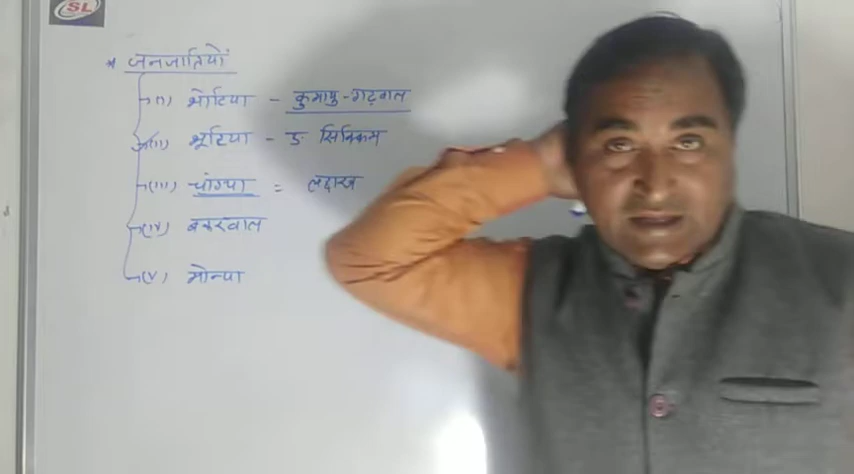 SL
* जनजातियों
(i) भोटिया - कुमायु-गढ़वाल
(ii) भूटिया - उ॰ सिक्किम
(iii) चांग्पा = लद्दाख
(iv) बकरवाल
(v) मोन्पा